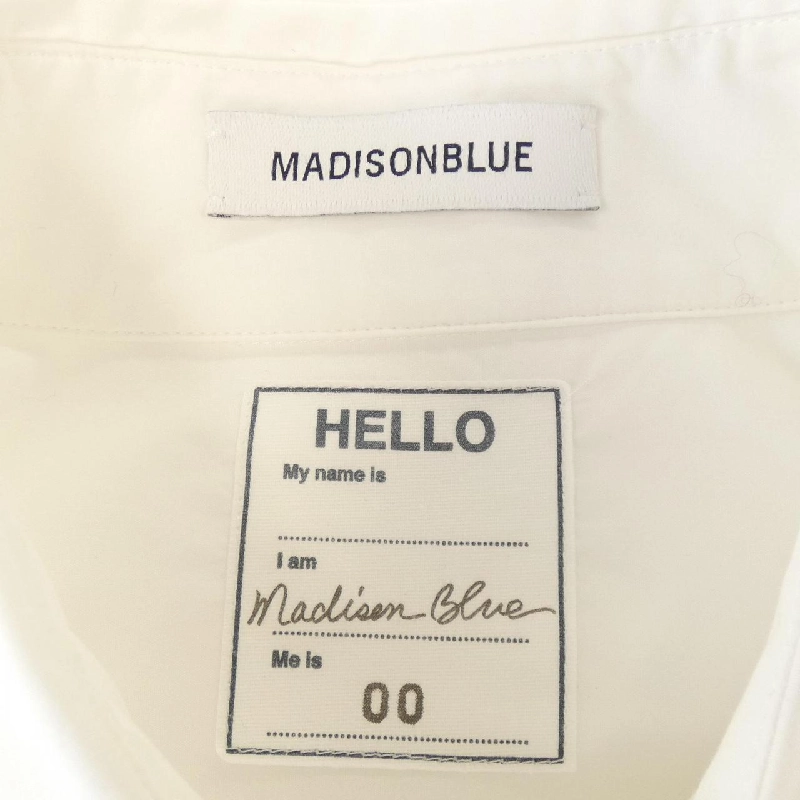 MADISONBLUE
HELLO
My name is
I am
Madison Blue
Me is
00